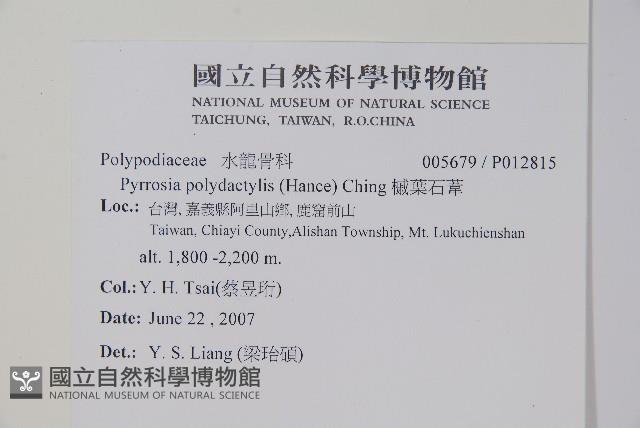 國立自然科學博物館
NATIONAL MUSEUM OF NATURAL SCIENCE
TAICHUNG, TAIWAN, R.O.CHINA
Polypodiaceae 水龍骨科 005679 / P012815
Pyrrosia polydactylis (Hance) Ching 槭葉石葦
Loc.: 台灣, 嘉義縣阿里山鄉, 鹿窟前山
Taiwan, Chiayi County,Alishan Township, Mt. Lukuchienshan
alt. 1,800 -2,200 m.
Col.: Y. H. Tsai(蔡昱珩)
Date: June 22 , 2007
Det.: Y. S. Liang (梁珆碩)
國立自然科學博物館
NATIONAL MUSEUM OF NATURAL SCIENCE